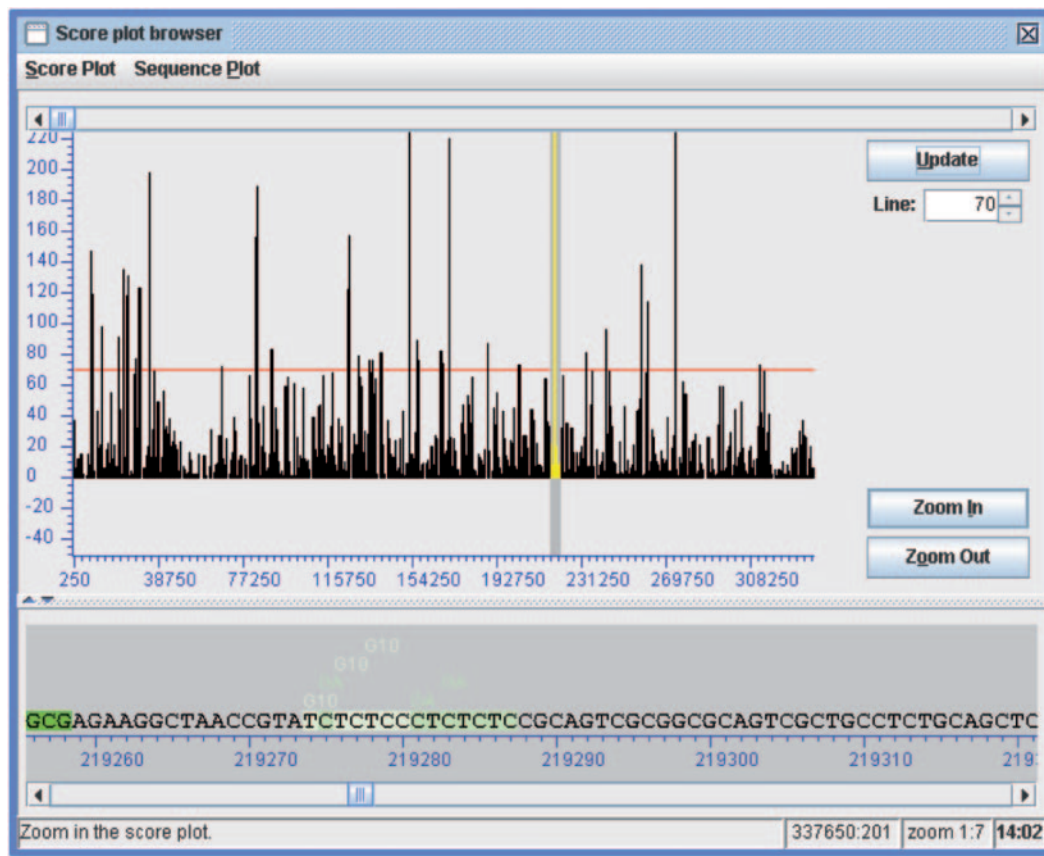 Score plot browser
Score Plot Sequence Plot
220
200
180
160
140
120
100
80
60
40
20
0
-20
-40
250 38750 77250 115750 154250 192750 231250 269750 308250
Update
Line: 70
Zoom In
Zoom Out
G10
G10
G10
GCGAGAAGGCTAACCGTATCTCTCCCTCTCTCCGCAGTCGCGGCGCAGTCGCTGCCTCTGCAGCTC
219260 219270 219280 219290 219300 219310
Zoom in the score plot. 337650:201 zoom 1:7 14:02